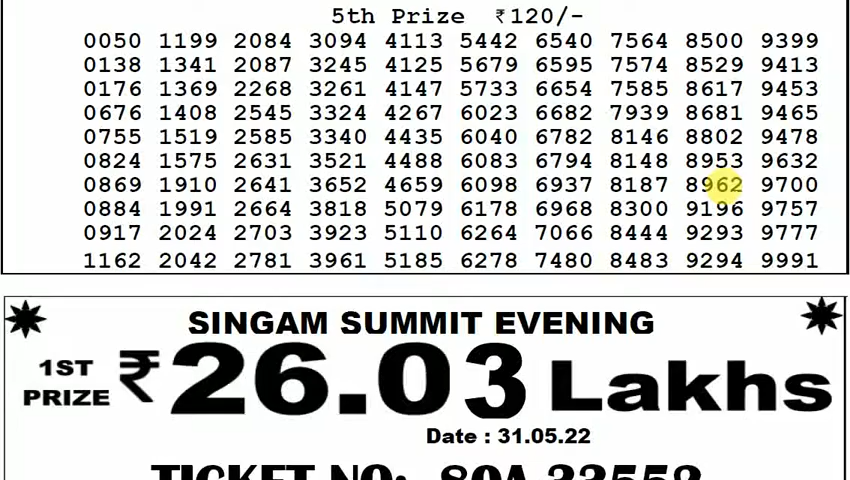 5th Prize ₹120/-
0050 1199 2084 3094 4113 5442 6540 7564 8500 9399
0138 1341 2087 3245 4125 5679 6595 7574 8529 9413
0176 1369 2268 3261 4147 5733 6654 7585 8617 9453
0676 1408 2545 3324 4267 6023 6682 7939 8681 9465
0755 1519 2585 3340 4435 6040 6782 8146 8802 9478
0824 1575 2631 3521 4488 6083 6794 8148 8953 9632
0869 1910 2641 3652 4659 6098 6937 8187 8962 9700
0884 1991 2664 3818 5079 6178 6968 8300 9196 9757
0917 2024 2703 3923 5110 6264 7066 8444 9293 9777
1162 2042 2781 3961 5185 6278 7480 8483 9294 9991
SINGAM SUMMIT EVENING
1ST PRIZE ₹26.03 Lakhs
Date : 31.05.22
TICKET NO: 80A 33552